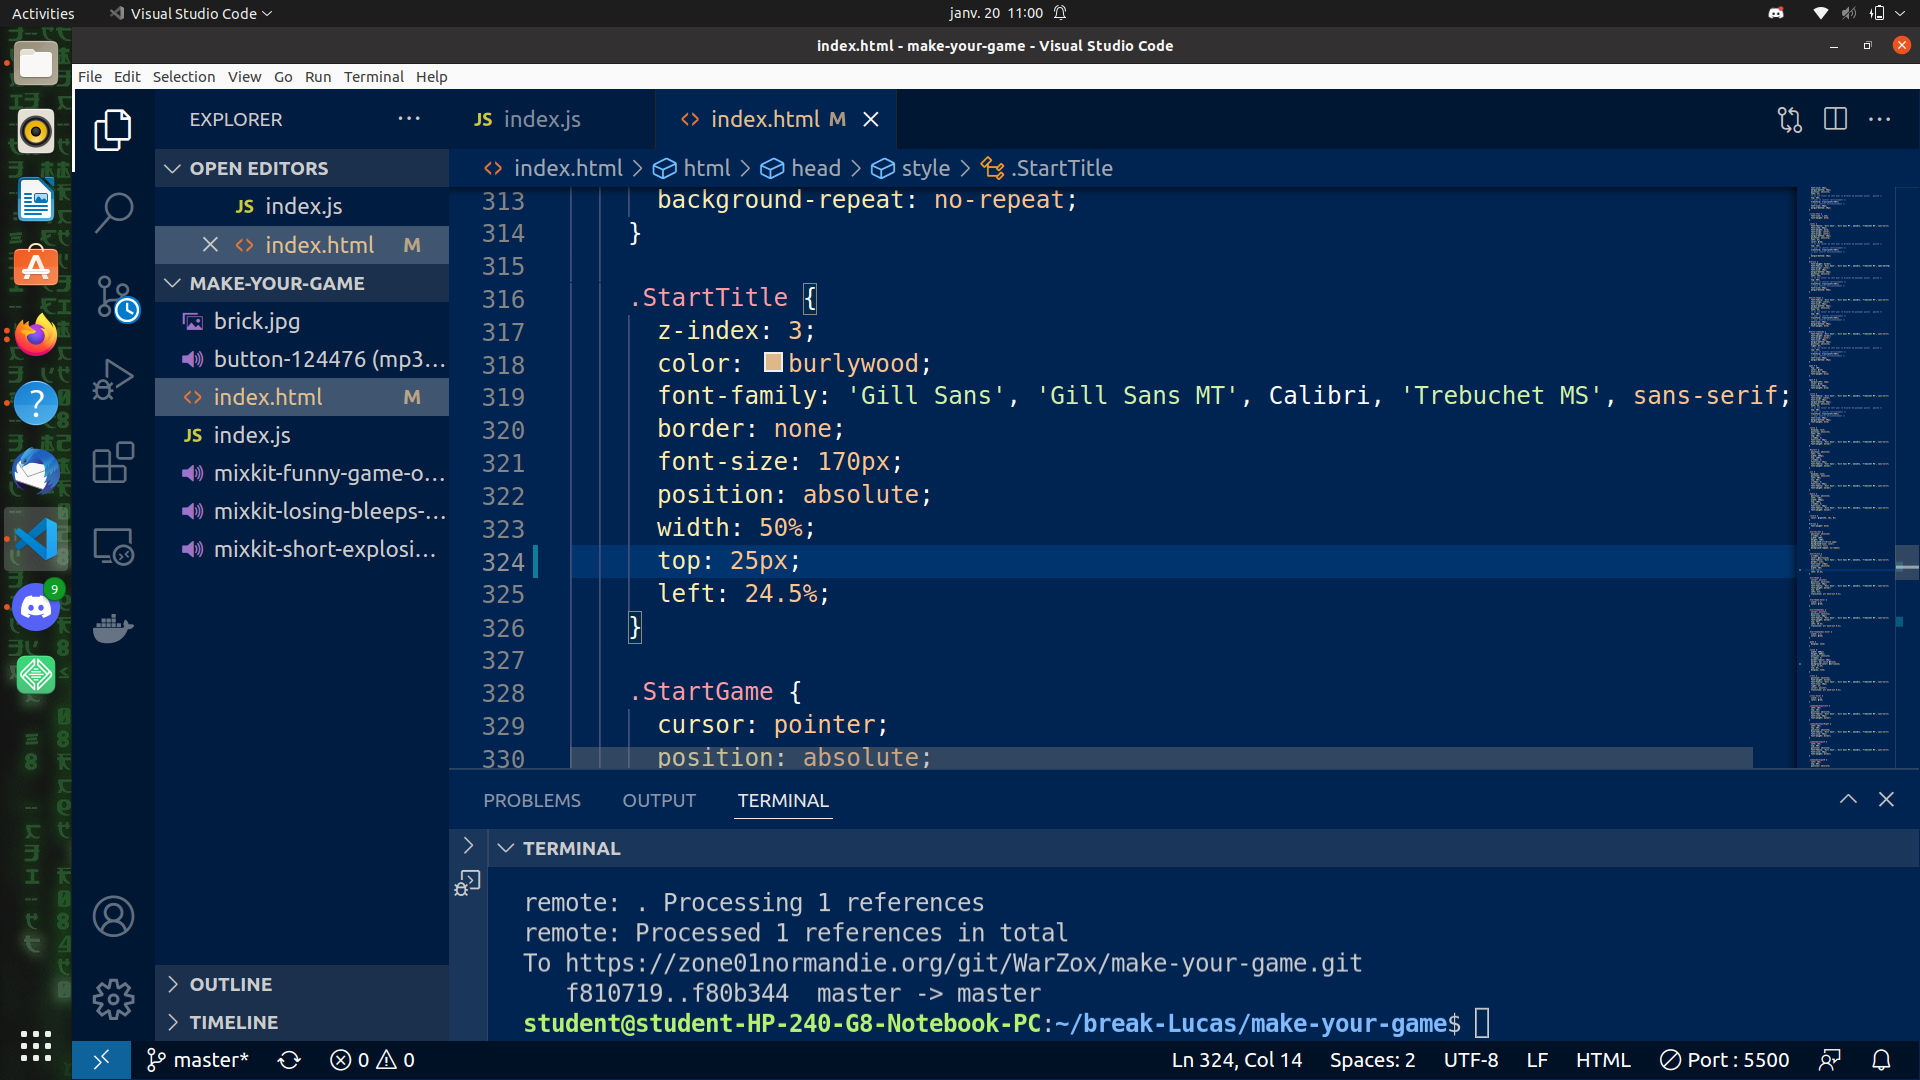 Activities
Visual Studio Code
janv. 20 11:00
index.html - make-your-game - Visual Studio Code
File Edit Selection View Go Run Terminal Help
EXPLORER
JS index.js
<> index.html M
OPEN EDITORS
JS index.js
<> index.html M
MAKE-YOUR-GAME
brick.jpg
button-124476 (mp3...
<> index.html M
JS index.js
mixkit-funny-game-o...
mixkit-losing-bleeps-...
mixkit-short-explosi...
OUTLINE
TIMELINE
9
<> index.html > html > head > style > .StartTitle
313 background-repeat: no-repeat;
314 }
315
316 .StartTitle {
317 z-index: 3;
318 color: burlywood;
319 font-family: 'Gill Sans', 'Gill Sans MT', Calibri, 'Trebuchet MS', sans-serif;
320 border: none;
321 font-size: 170px;
322 position: absolute;
323 width: 50%;
324 top: 25px;
325 left: 24.5%;
326 }
327
328 .StartGame {
329 cursor: pointer;
330 position: absolute;
PROBLEMS OUTPUT TERMINAL
TERMINAL
remote: . Processing 1 references
remote: Processed 1 references in total
To https://zone01normandie.org/git/WarZox/make-your-game.git
f810719..f80b344 master -> master
student@student-HP-240-G8-Notebook-PC:~/break-Lucas/make-your-game$
master* 0 0
Ln 324, Col 14 Spaces: 2 UTF-8 LF HTML Port : 5500